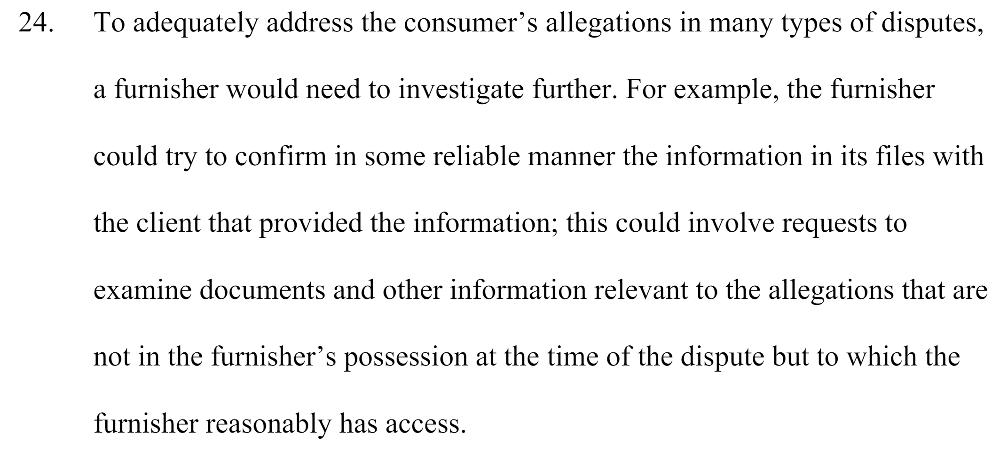 24. To adequately address the consumer’s allegations in many types of disputes,
a furnisher would need to investigate further. For example, the furnisher
could try to confirm in some reliable manner the information in its files with
the client that provided the information; this could involve requests to
examine documents and other information relevant to the allegations that are
not in the furnisher’s possession at the time of the dispute but to which the
furnisher reasonably has access.